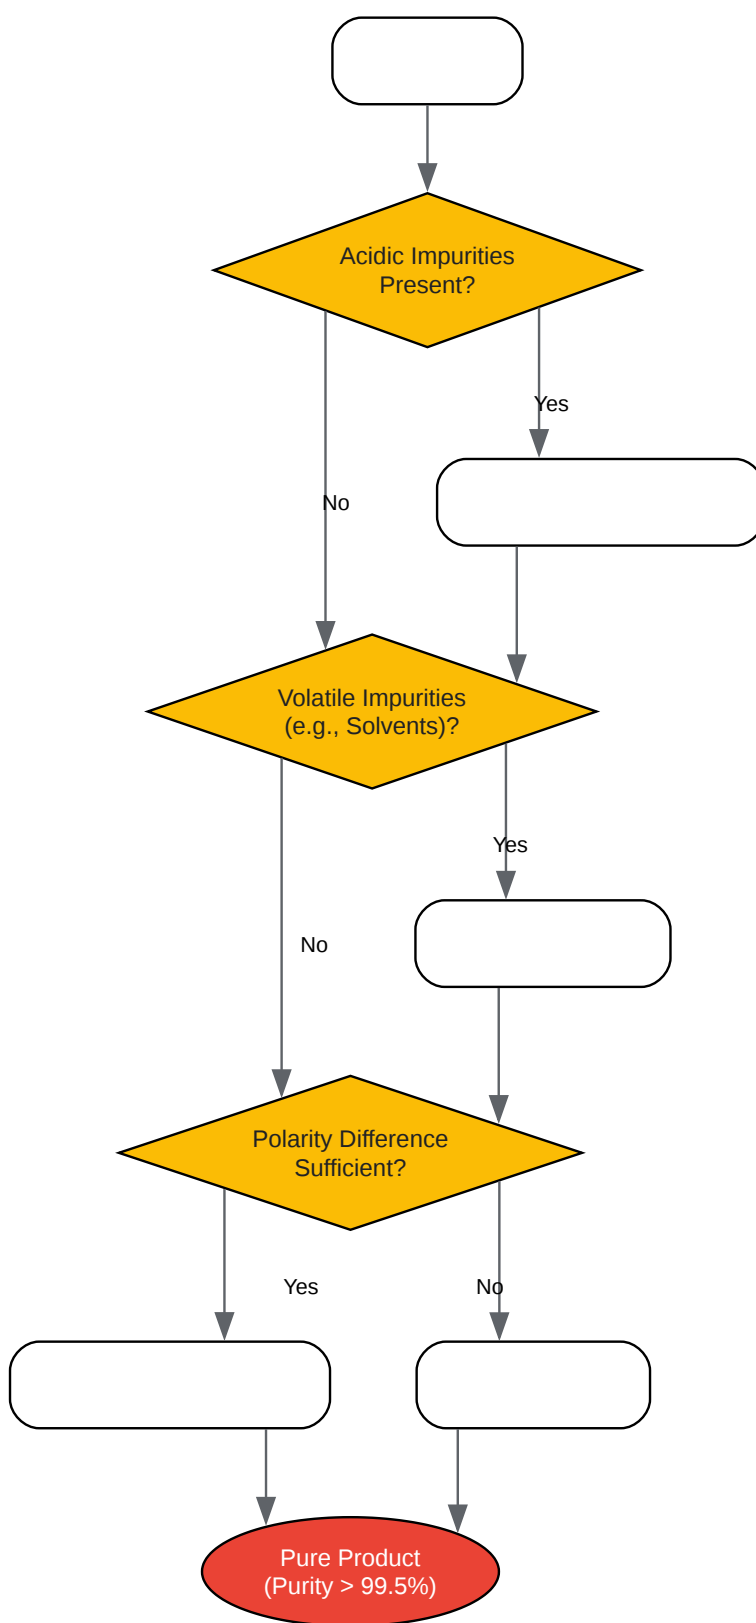 Acidic Impurities
Present?
Yes
No
Volatile Impurities
(e.g., Solvents)?
Yes
No
Polarity Difference
Sufficient?
Yes
No
Pure Product
(Purity > 99.5%)